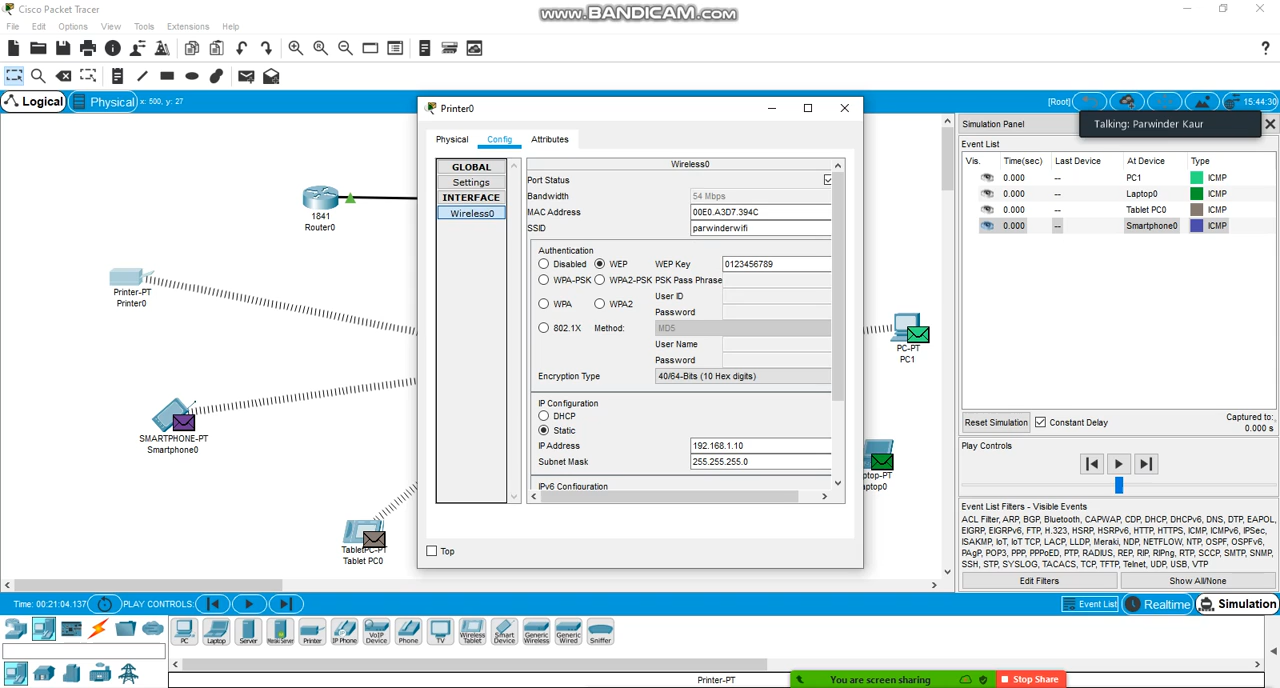 Cisco Packet Tracer
www.BANDICAM.com
File Edit Options View Tools Extensions Help
Logical Physical x: 500, y: 27
[Root] 15:44:30
Talking: Parwinder Kaur
Printer0
Physical Config Attributes
GLOBAL
Settings
INTERFACE
Wireless0
Wireless0
Port Status
Bandwidth 54 Mbps
MAC Address 00E0.A3D7.394C
SSID parwinderwifi
Authentication
Disabled WEP WEP Key 0123456789
WPA-PSK WPA2-PSK PSK Pass Phrase
User ID
WPA WPA2
Password
802.1X Method: MD5
User Name
Password
Encryption Type 40/64-Bits (10 Hex digits)
IP Configuration
DHCP
Static
IP Address 192.168.1.10
Subnet Mask 255.255.255.0
IPv6 Configuration
Top
1841
Router0
Printer-PT
Printer0
SMARTPHONE-PT
Smartphone0
TabletPC-PT
Tablet PC0
PC-PT
PC1
ptop-PT
aptop0
Simulation Panel
Event List
Vis. Time(sec) Last Device At Device Type
0.000 -- PC1 ICMP
0.000 -- Laptop0 ICMP
0.000 -- Tablet PC0 ICMP
0.000 -- Smartphone0 ICMP
Reset Simulation Constant Delay Captured to:
0.000 s
Play Controls
Event List Filters - Visible Events
ACL Filter, ARP, BGP, Bluetooth, CAPWAP, CDP, DHCP, DHCPv6, DNS, DTP, EAPOL,
EIGRP, EIGRPv6, FTP, H.323, HSRP, HSRPv6, HTTP, HTTPS, ICMP, ICMPv6, IPSec,
ISAKMP, IoT, IoT TCP, LACP, LLDP, Meraki, NDP, NETFLOW, NTP, OSPF, OSPFv6,
PAgP, POP3, PPP, PPPoED, PTP, RADIUS, REP, RIP, RIPng, RTP, SCCP, SMTP, SNMP,
SSH, STP, SYSLOG, TACACS, TCP, TFTP, Telnet, UDP, USB, VTP
Edit Filters Show All/None
Time: 00:21:04.137 PLAY CONTROLS: Event List Realtime Simulation
PC Laptop Server Meraki Server Printer IP Phone VoIP Device Phone TV Wireless Tablet Smart Device Generic Wireless Generic Wired Sniffer
Printer-PT
You are screen sharing Stop Share